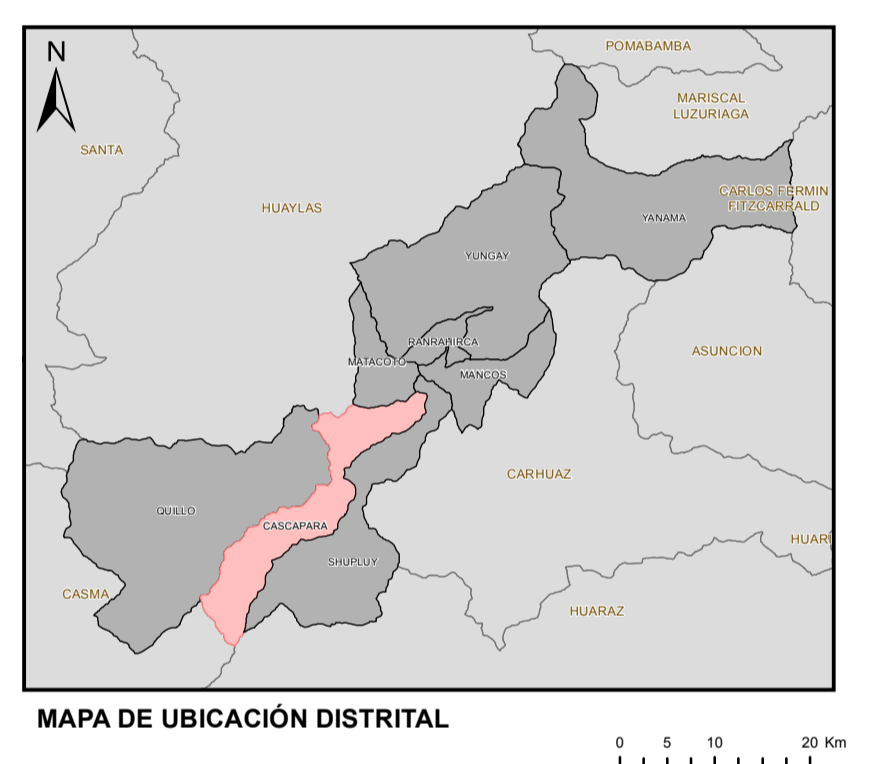 N
POMABAMBA
MARISCAL
LUZURIAGA
SANTA
CARLOS FERMIN
FITZCARRALD
HUAYLAS
YANAMA
YUNGAY
RANRAHIRCA
ASUNCION
MATACOTO
MANCOS
CARHUAZ
QUILLO
CASCAPARA
HUARI
SHUPLUY
CASMA
HUARAZ
MAPA DE UBICACIÓN DISTRITAL
0 5 10 20 Km